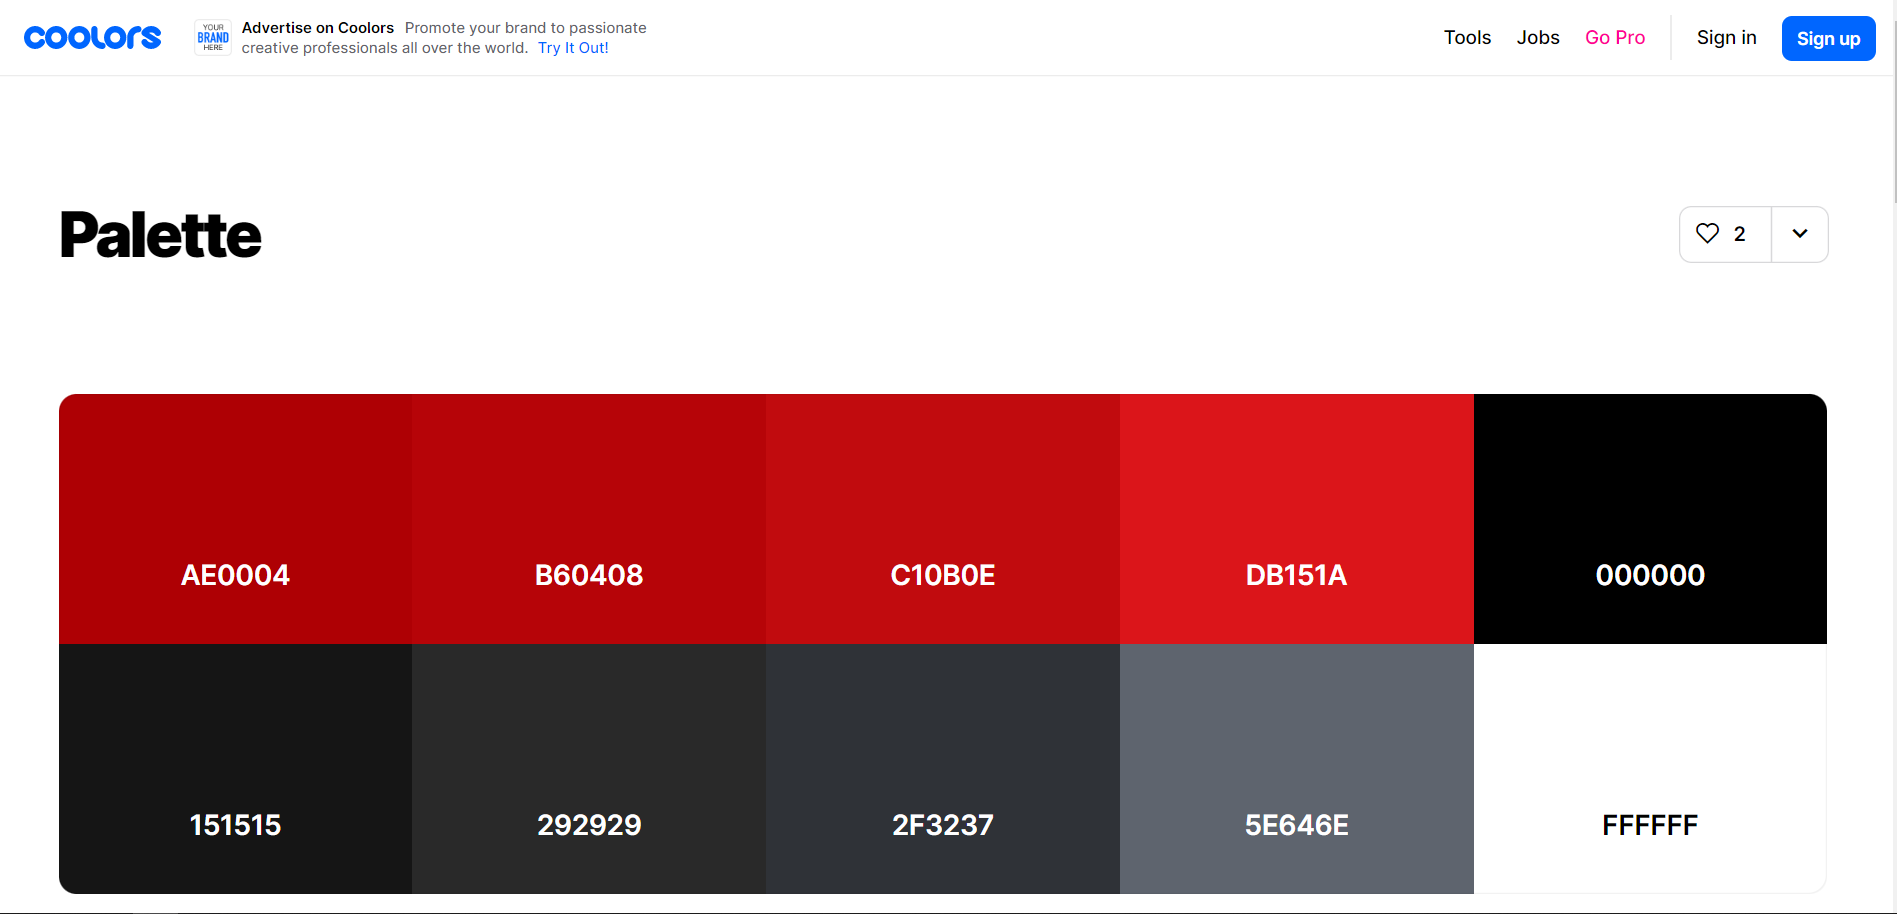 coolors
YOUR
BRAND
HERE
Advertise on Coolors Promote your brand to passionate
creative professionals all over the world. Try It Out!
Tools Jobs Go Pro Sign in Sign up
Palette
2
AE0004 B60408 C10B0E DB151A 000000
151515 292929 2F3237 5E646E FFFFFF